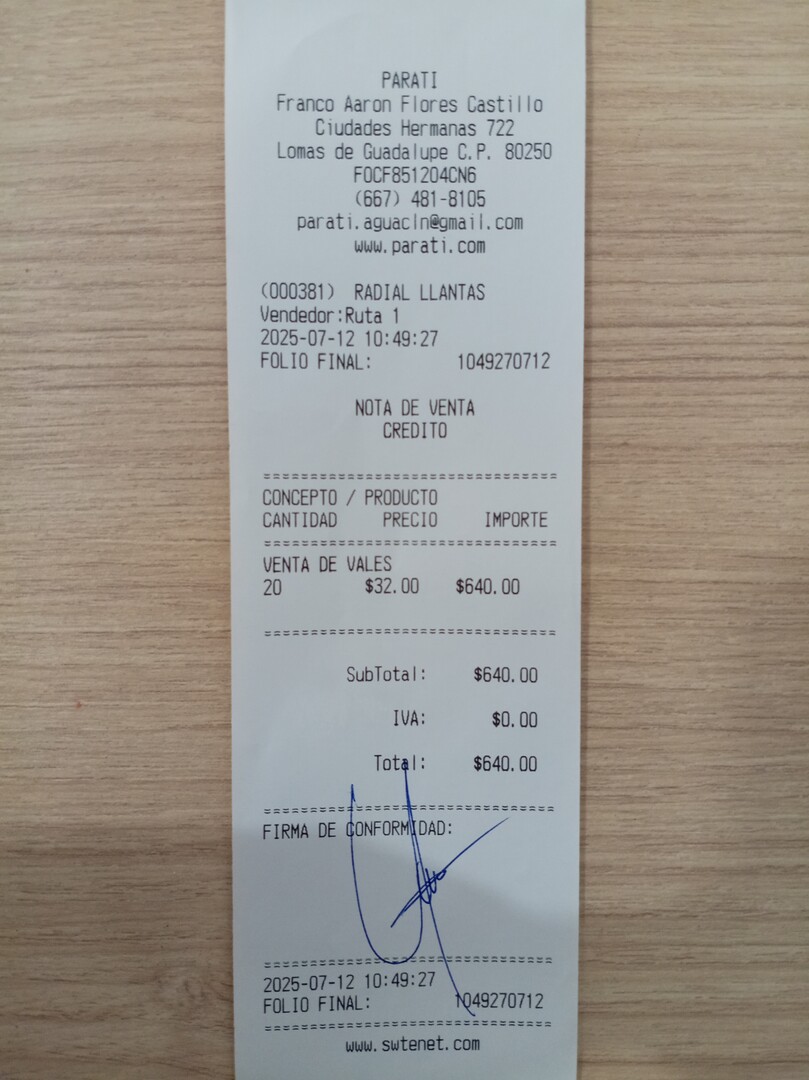 PARATI
Franco Aaron Flores Castillo
Ciudades Hermanas 722
Lomas de Guadalupe C.P. 80250
FOCF851204CN6
(667) 481-8105
parati.aguacln@gmail.com
www.parati.com
(000381) RADIAL LLANTAS
Vendedor:Ruta 1
2025-07-12 10:49:27
FOLIO FINAL: 1049270712
NOTA DE VENTA
CREDITO
================================
CONCEPTO / PRODUCTO
CANTIDAD PRECIO IMPORTE
================================
VENTA DE VALES
20 $32.00 $640.00
================================
SubTotal: $640.00
IVA: $0.00
Total: $640.00
================================
FIRMA DE CONFORMIDAD:
================================
2025-07-12 10:49:27
FOLIO FINAL: 1049270712
================================
www.swtenet.com